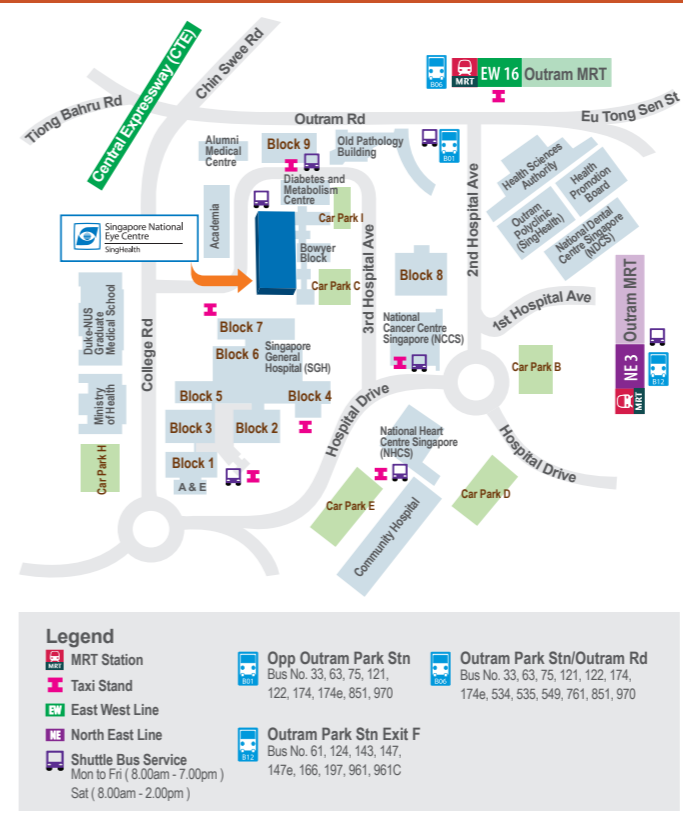 Central Expressway (CTE)
Chin Swee Rd
Tiong Bahru Rd
B06
MRT
EW 16
Outram MRT
Outram Rd
Eu Tong Sen St
Alumni
Medical
Centre
Block 9
Old Pathology
Building
B01
Health Sciences
Authority
Health
Promotion
Board
Outram
Polyclinic
(SingHealth)
National Dental
Centre Singapore
(NDCS)
Diabetes and
Metabolism
Centre
Car Park I
Academia
Singapore National
Eye Centre
SingHealth
Bowyer
Block
Car Park C
3rd Hospital Ave
2nd Hospital Ave
Block 8
1st Hospital Ave
Outram MRT
NE 3
MRT
B12
Duke-NUS
Graduate
Medical School
College Rd
Block 7
Block 6
Singapore
General
Hospital (SGH)
National
Cancer Centre
Singapore (NCCS)
Car Park B
Ministry
of Health
Block 5
Block 4
Block 3
Block 2
Hospital Drive
Hospital Drive
National Heart
Centre Singapore
(NHCS)
Car Park H
Block 1
A & E
Car Park E
Community Hospital
Car Park D
Legend
MRT
MRT Station
Taxi Stand
EW
East West Line
NE
North East Line
Shuttle Bus Service
Mon to Fri ( 8.00am - 7.00pm )
Sat ( 8.00am - 2.00pm )
B01
Opp Outram Park Stn
Bus No. 33, 63, 75, 121,
122, 174, 174e, 851, 970
B12
Outram Park Stn Exit F
Bus No. 61, 124, 143, 147,
147e, 166, 197, 961, 961C
B06
Outram Park Stn/Outram Rd
Bus No. 33, 63, 75, 121, 122, 174,
174e, 534, 535, 549, 761, 851, 970